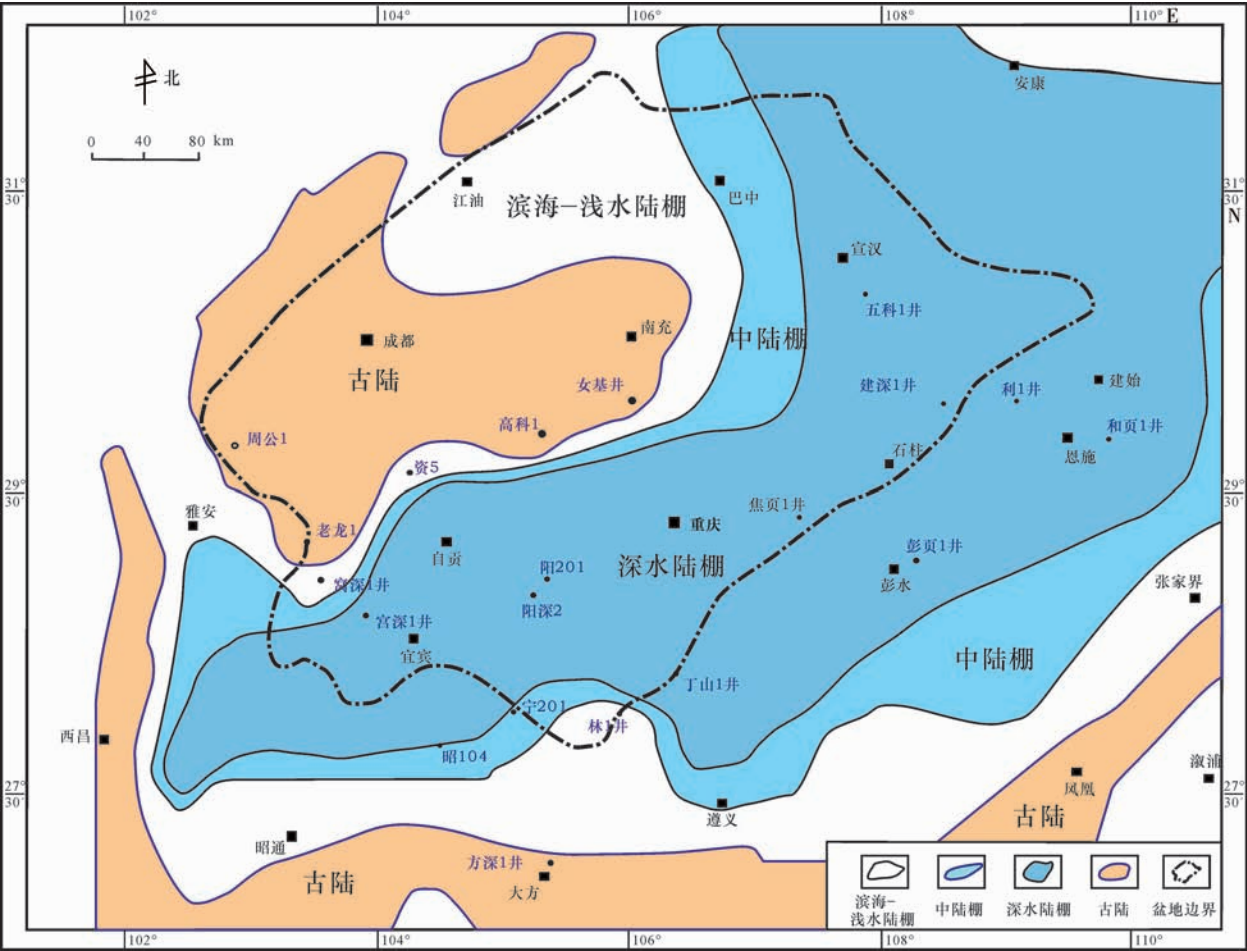 102°
104°
106°
108°
110° E
北
0 40 80 km
安康
31°
30′
31°
30′
N
江油
滨海–浅水陆棚
巴中
宣汉
五科1井
成都
南充
中陆棚
古陆
女基井
建深1井
利1井
建始
高科1
周公1
和页1井
石柱
恩施
资5
29°
30′
29°
30′
焦页1井
雅安
老龙1
重庆
自贡
彭页1井
阳201
深水陆棚
窝深1井
彭水
张家界
阳深2
宫深1井
宜宾
中陆棚
丁山1井
宁201
林1井
西昌
昭104
溆浦
27°
30′
27°
30′
凤凰
遵义
古陆
昭通
方深1井
古陆
大方
滨海–
浅水陆棚
中陆棚
深水陆棚
古陆
盆地边界
102°
104°
106°
108°
110°